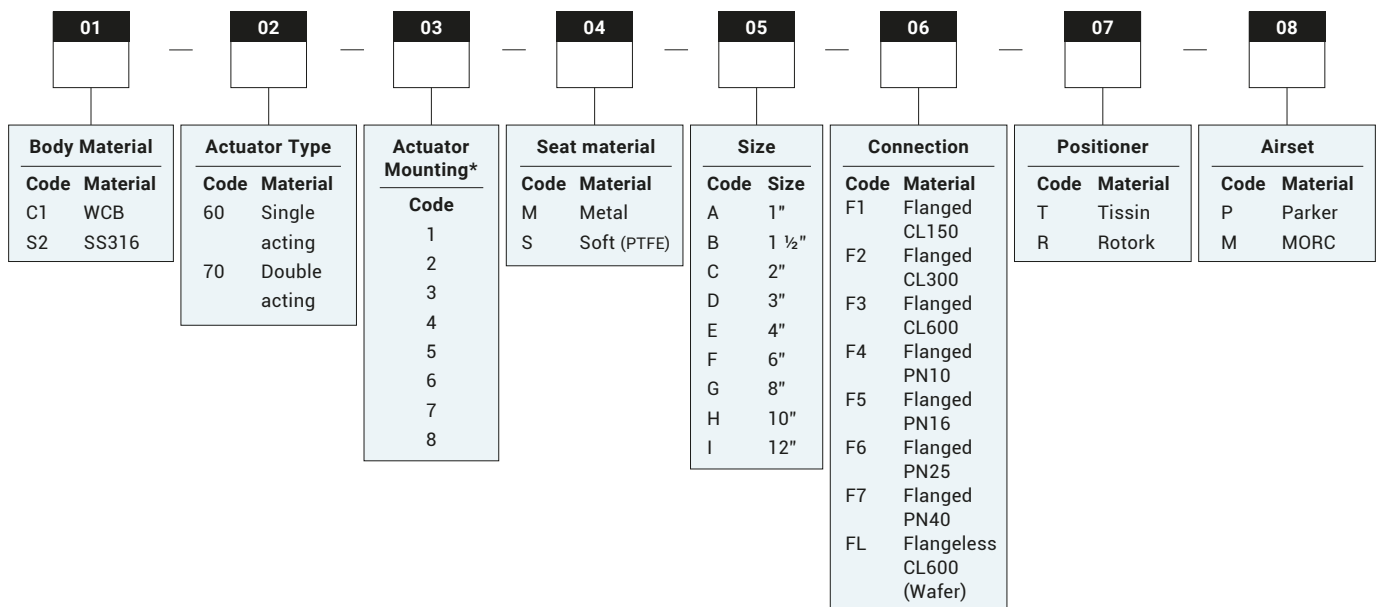 01 — 02 — 03 — 04 — 05 — 06 — 07 — 08
Body Material
Code Material
C1 WCB
S2 SS316
Actuator Type
Code Material
60 Single
acting
70 Double
acting
Actuator
Mounting*
Code
1
2
3
4
5
6
7
8
Seat material
Code Material
M Metal
S Soft (PTFE)
Size
Code Size
A 1"
B 1 ½"
C 2"
D 3"
E 4"
F 6"
G 8"
H 10"
I 12"
Connection
Code Material
F1 Flanged
CL150
F2 Flanged
CL300
F3 Flanged
CL600
F4 Flanged
PN10
F5 Flanged
PN16
F6 Flanged
PN25
F7 Flanged
PN40
FL Flangeless
CL600
(Wafer)
Positioner
Code Material
T Tissin
R Rotork
Airset
Code Material
P Parker
M MORC